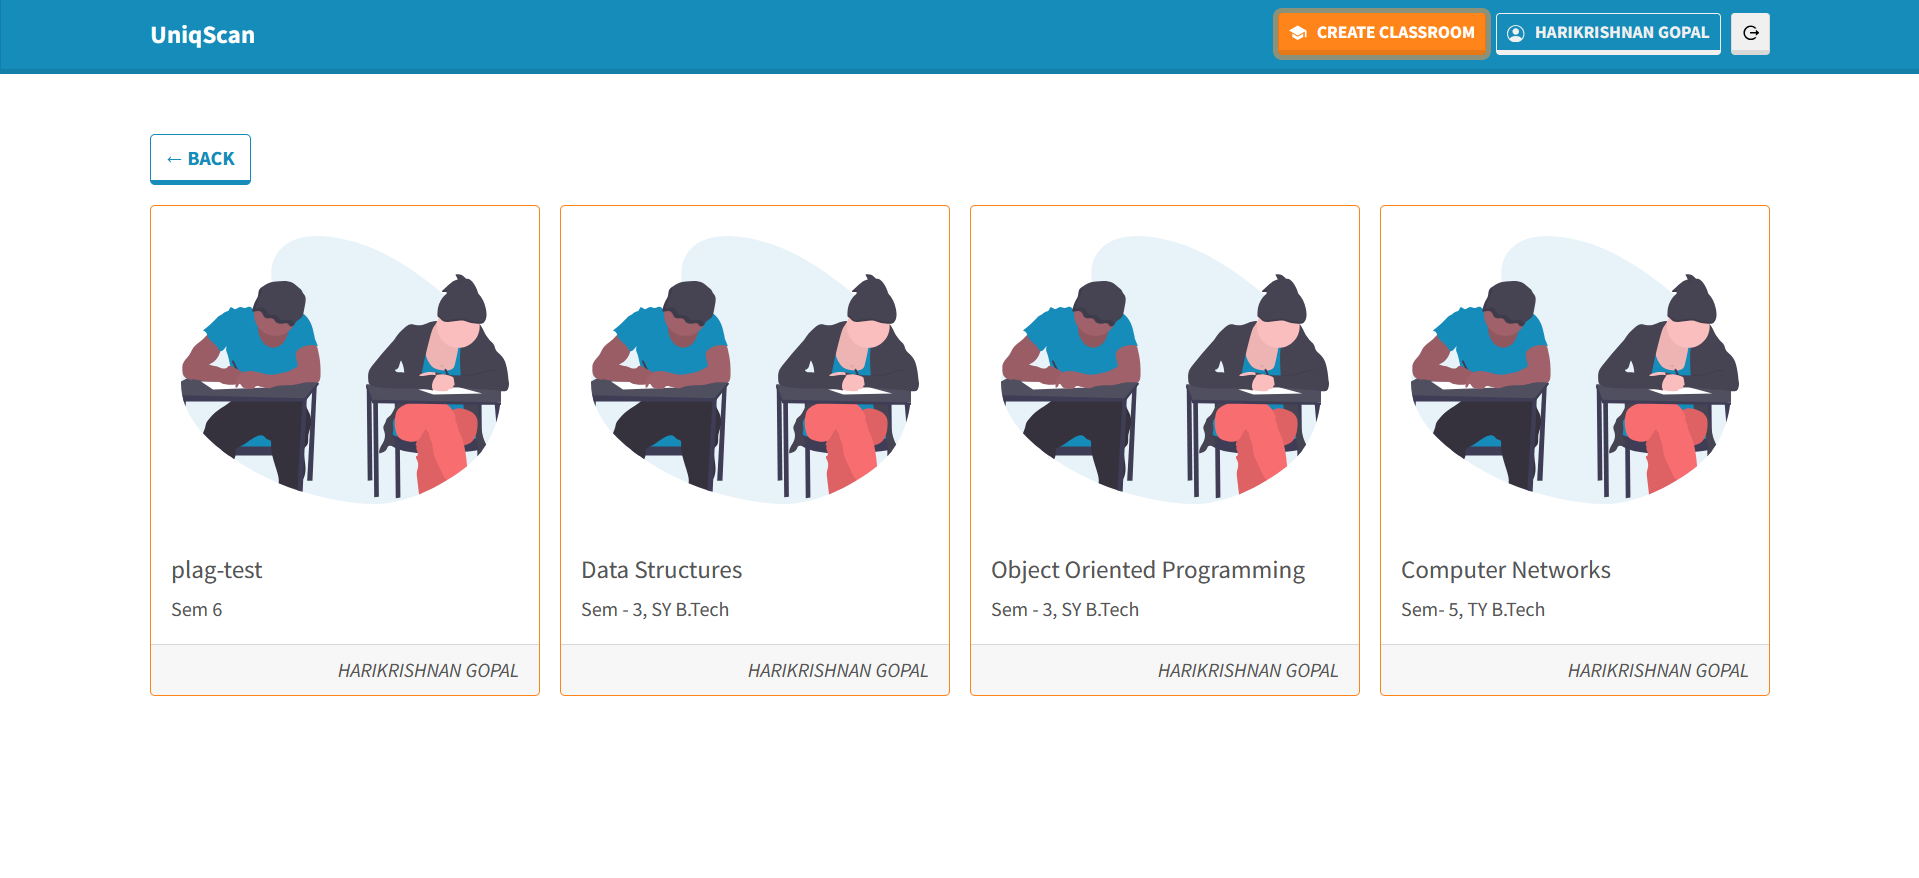 UniqScan
CREATE CLASSROOM
HARIKRISHNAN GOPAL
← BACK
plag-test
Sem 6
HARIKRISHNAN GOPAL
Data Structures
Sem - 3, SY B.Tech
HARIKRISHNAN GOPAL
Object Oriented Programming
Sem - 3, SY B.Tech
HARIKRISHNAN GOPAL
Computer Networks
Sem- 5, TY B.Tech
HARIKRISHNAN GOPAL